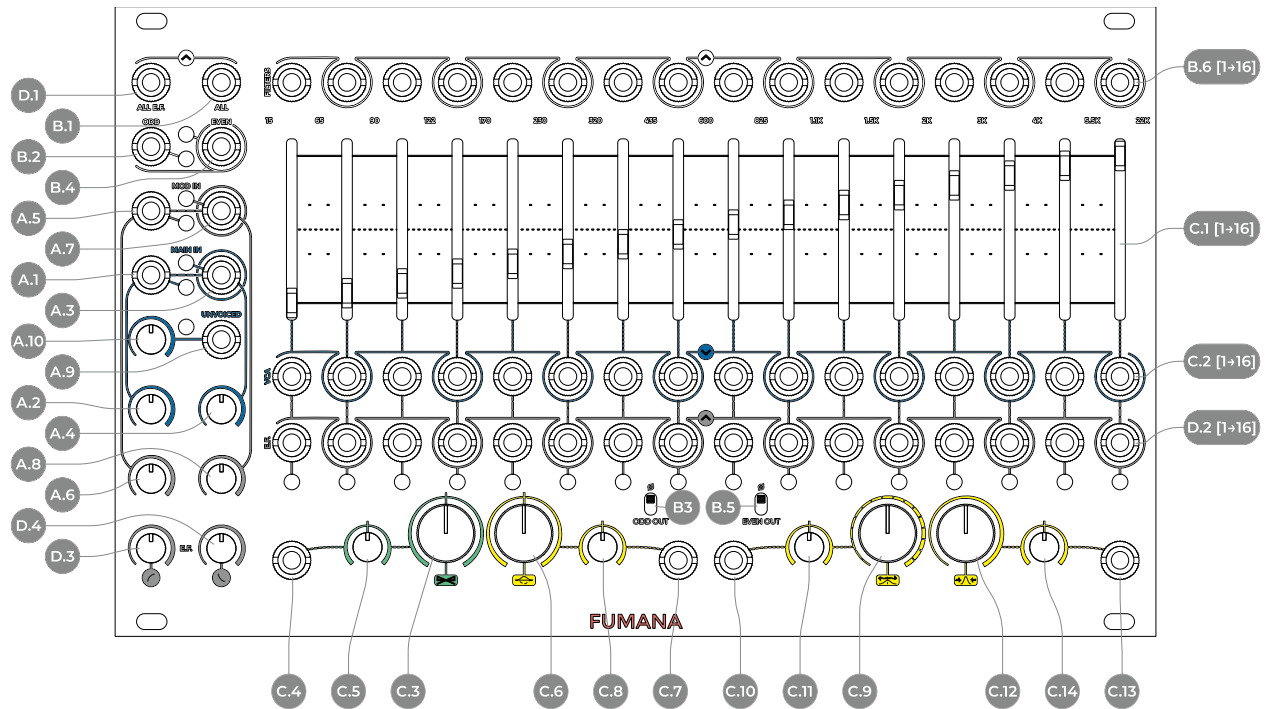 D.1
ALL E.F.
ALL
B.1
ODD
EVEN
B.2
B.4
MOD IN
A.5
A.7
MAIN IN
A.1
A.3
UNVOICED
A.10
A.9
A.2
A.4
A.8
A.6
D.4
E.F.
D.3
FEEDS
B.6 [1→16]
15 65 90 122 170 230 320 435 600 825 1.1K 1.5K 2K 3K 4K 5.5K 22K
C.1 [1→16]
VCA
C.2 [1→16]
E.F.
D.2 [1→16]
Ø
B3
ODD OUT
B.5
Ø
EVEN OUT
FUMANA
C.4 C.5 C.3 C.6 C.8 C.7 C.10 C.11 C.9 C.12 C.14 C.13